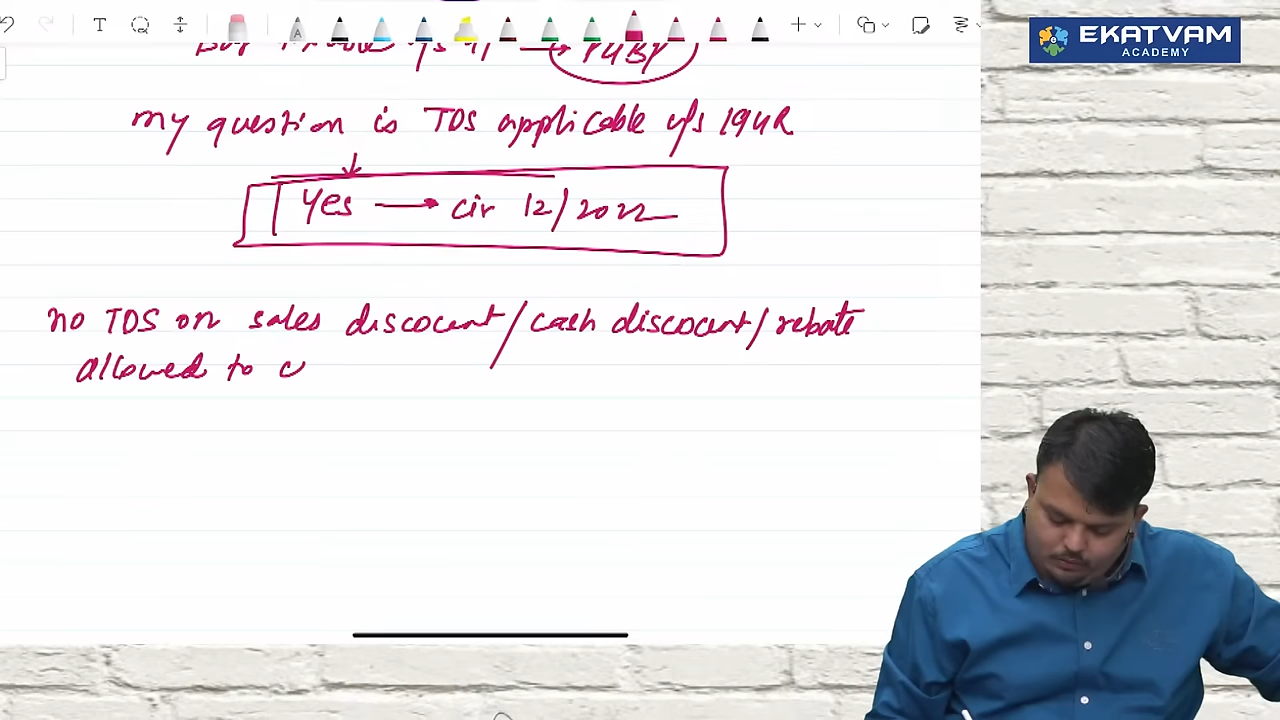 EKATVAM
ACADEMY
PGBP
my question is TDS applicable u/s 194R
Yes → cir 12/2022
no TDS on sales discount/cash discount/rebate
allowed to c